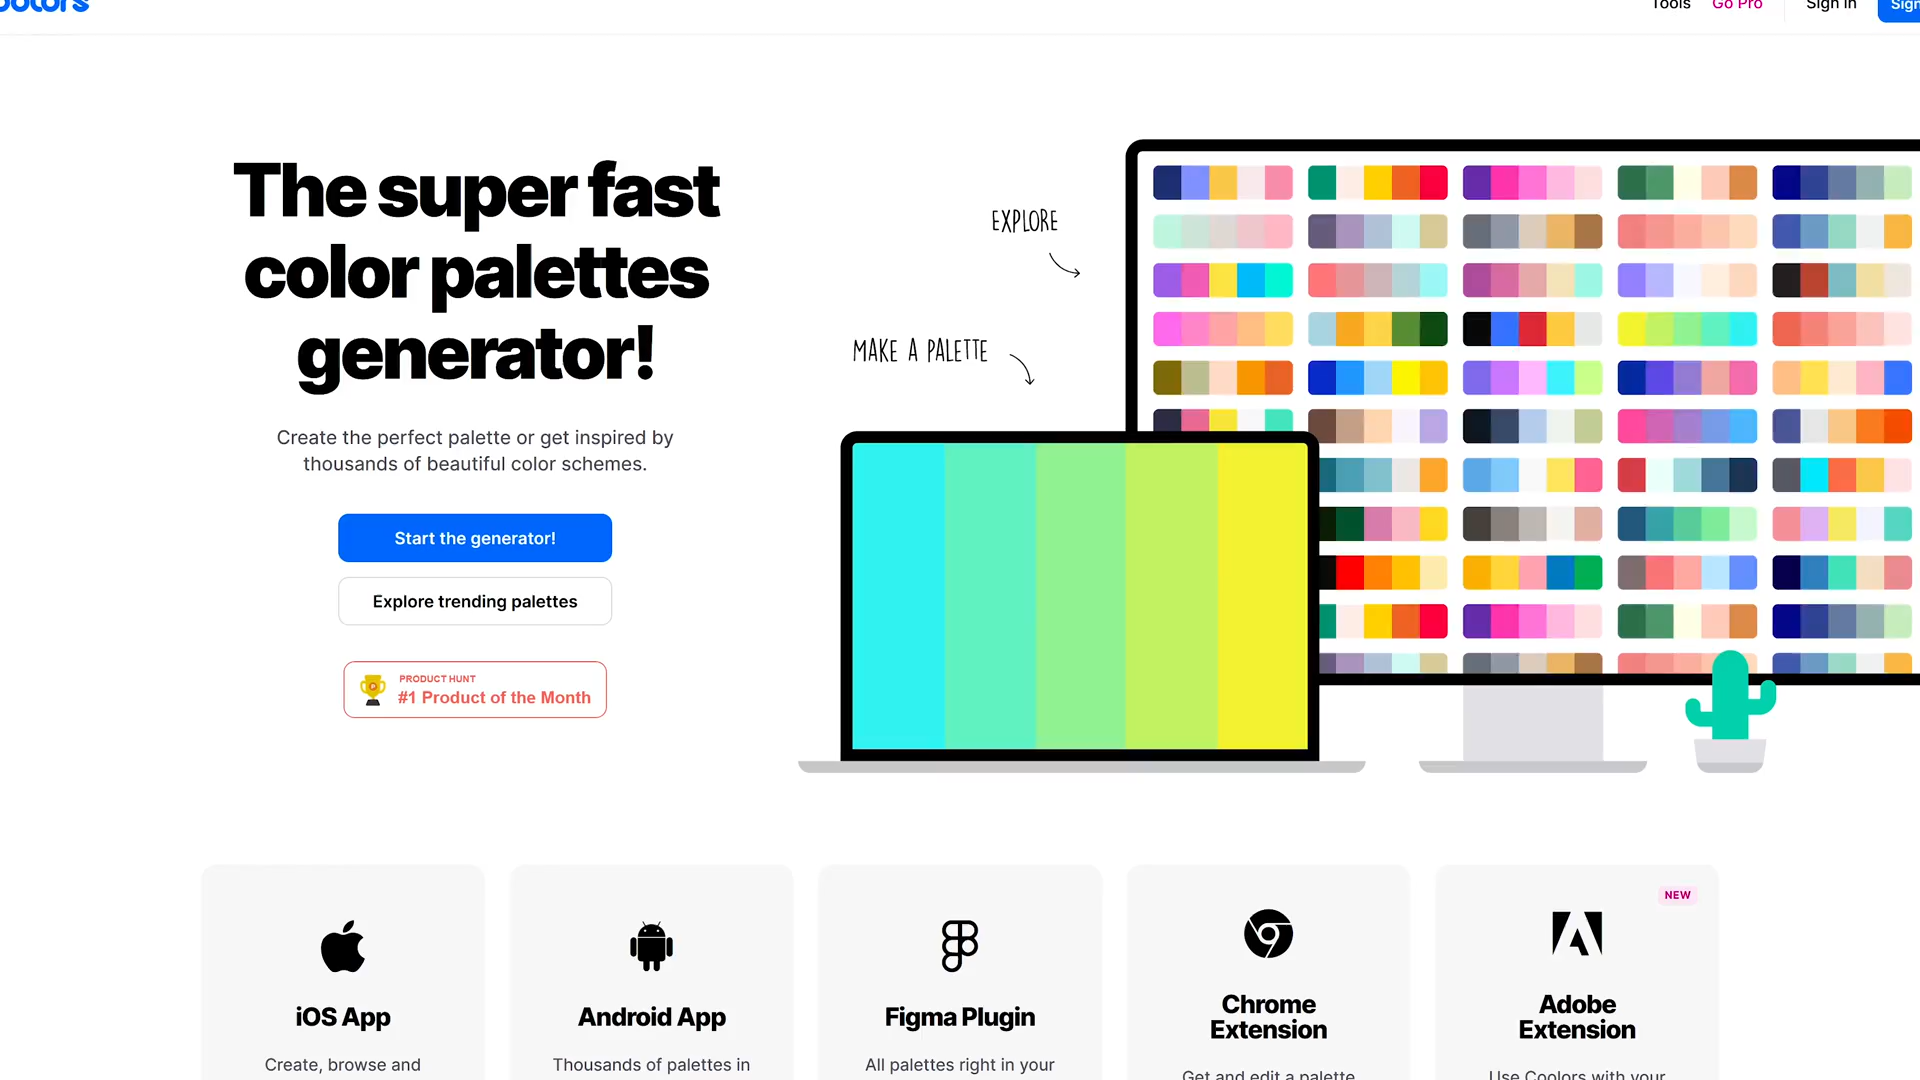 Tools
Go Pro
Sign in
The super fast
color palettes
generator!
EXPLORE
MAKE A PALETTE
Create the perfect palette or get inspired by
thousands of beautiful color schemes.
Start the generator!
Explore trending palettes
PRODUCT HUNT
#1 Product of the Month
NEW
iOS App
Android App
Figma Plugin
Chrome
Extension
Adobe
Extension
Create, browse and
Thousands of palettes in
All palettes right in your
Get and edit a palette
Use Coolors with your